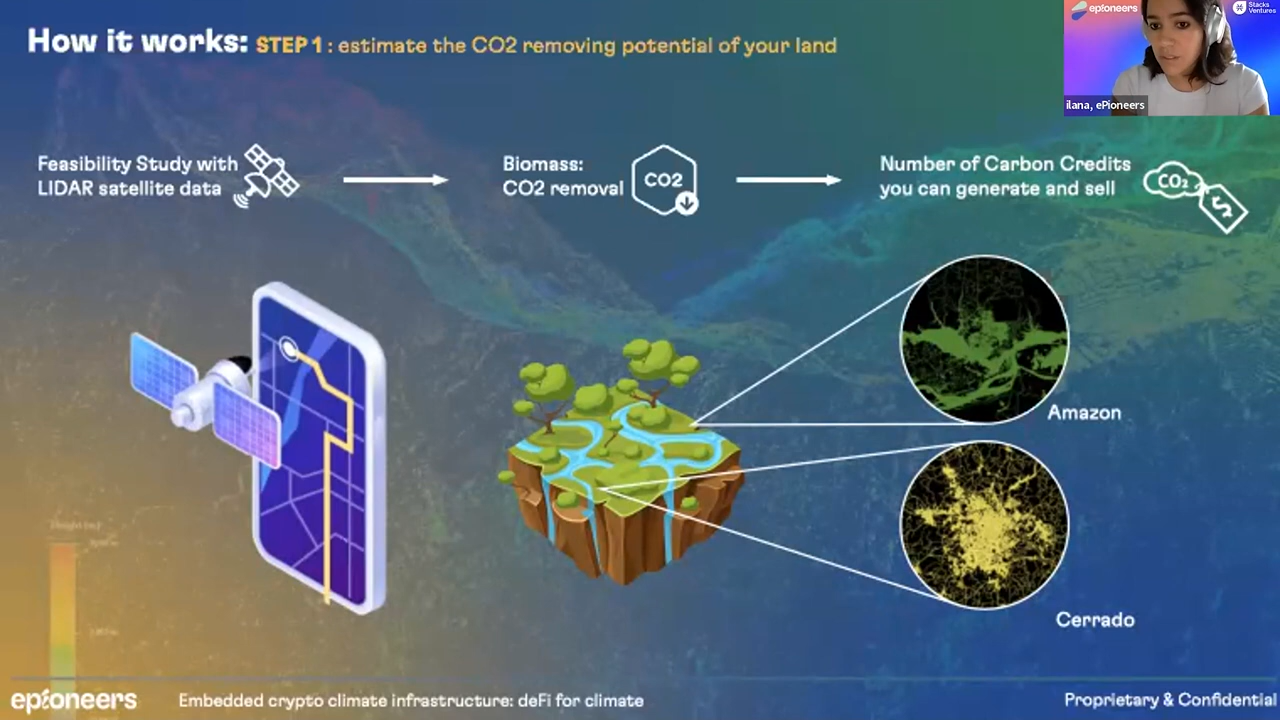 How it works: STEP 1 : estimate the CO2 removing potential of your land
epioneers
Stacks
Ventures
ilana, ePioneers
Feasibility Study with
LIDAR satellite data
Biomass:
CO2 removal
CO2
Number of Carbon Credits
you can generate and sell
CO2
$
Amazon
Cerrado
epioneers
Embedded crypto climate infrastructure: deFi for climate
Proprietary & Confidential